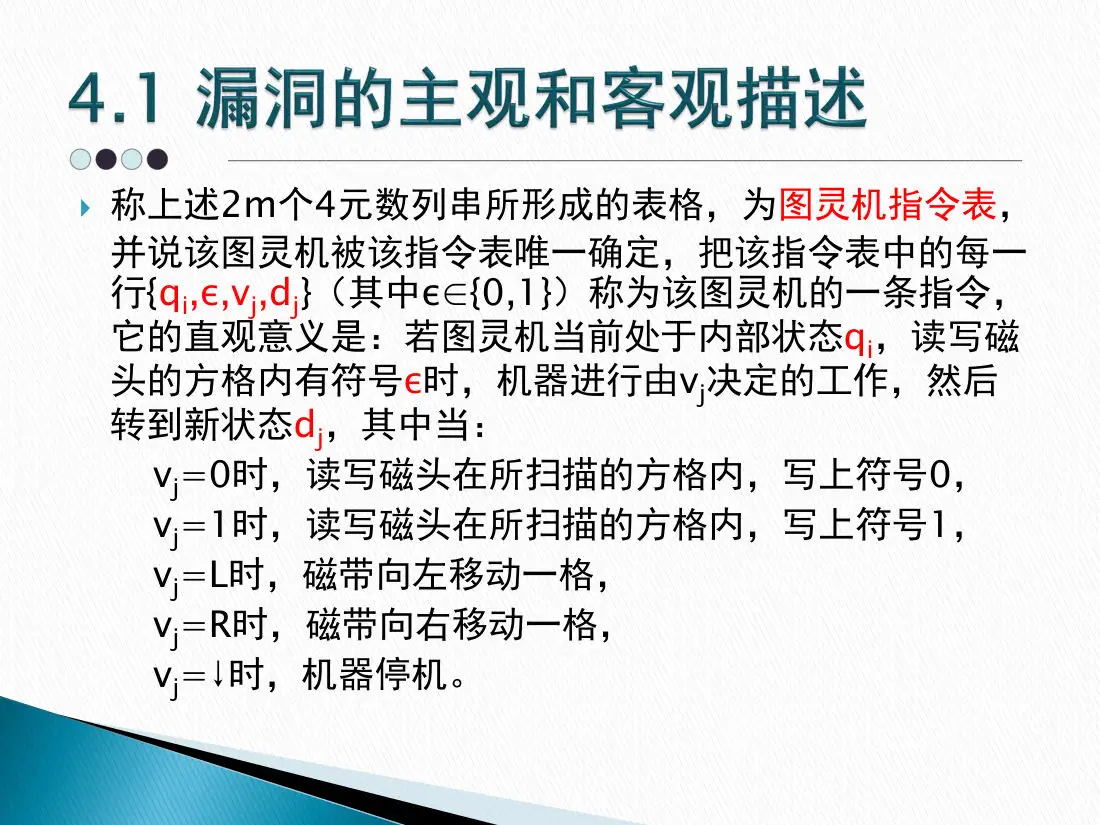 4.1 漏洞的主观和客观描述
称上述2m个4元数列串所形成的表格，为图灵机指令表，
并说该图灵机被该指令表唯一确定，把该指令表中的每一
行{qi,ϵ,vj,dj}（其中ϵ∈{0,1}）称为该图灵机的一条指令，
它的直观意义是：若图灵机当前处于内部状态qi，读写磁
头的方格内有符号ϵ时，机器进行由vj决定的工作，然后
转到新状态dj，其中当：
vj=0时，读写磁头在所扫描的方格内，写上符号0，
vj=1时，读写磁头在所扫描的方格内，写上符号1，
vj=L时，磁带向左移动一格，
vj=R时，磁带向右移动一格，
vj=↓时，机器停机。